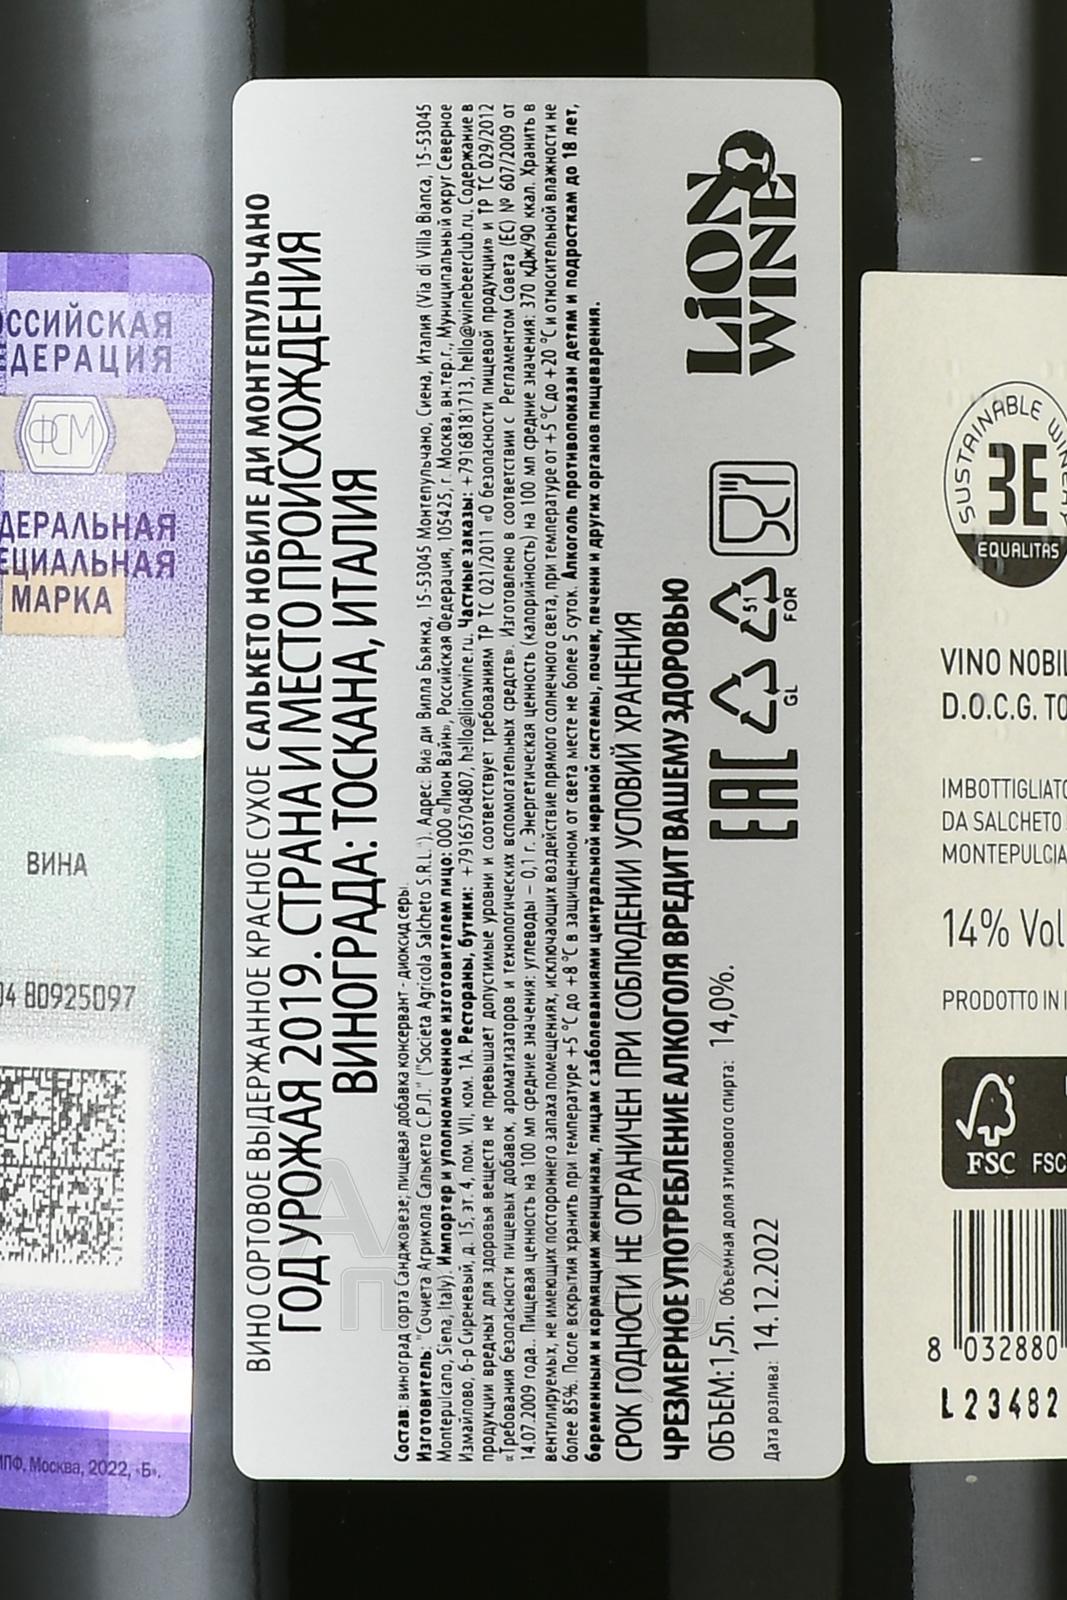 РОССИЙСКАЯ
ФЕДЕРАЦИЯ
ФСМ
ФЕДЕРАЛЬНАЯ
СПЕЦИАЛЬНАЯ
МАРКА
ВИНА
04 80925097
Москва, 2022, «Б».
ВИНО СОРТОВОЕ ВЫДЕРЖАННОЕ КРАСНОЕ СУХОЕ САЛЬКЕТО НОБИЛЕ ДИ МОНТЕПУЛЬЧАНО
ГОД УРОЖАЯ 2019. СТРАНА И МЕСТО ПРОИСХОЖДЕНИЯ
ВИНОГРАДА: ТОСКАНА, ИТАЛИЯ
Состав: виноград сорта Санджовезе; пищевая добавка консервант - диоксид серы.
Изготовитель: "Сочиета Агрикола Салькето С.Р.Л." ("Societa Agricola Salcheto S.R.L."). Адрес: Виа ди Вилла Бьянка, 15-53045 Монтепульчано, Сиена, Италия (Via di Villa Bianca, 15-53045
Montepulcano, Siena, Italy). Импортер и уполномоченное изготовителем лицо: ООО «Лион Вайн», Российская Федерация, 105425, г. Москва, вн.тер.г., Муниципальный округ Северное
Измайлово, б-р Сиреневый, д. 15, эт. 4, пом. VII, ком. 1А. Рестораны, бутики: +79165704807, hello@lionwine.ru. Частные заказы: +79168181713, hello@winebeerclub.ru. Содержание в
продукции вредных для здоровья веществ не превышает допустимые уровни и соответствует требованиям ТР ТС 021/2011 «О безопасности пищевой продукции» и ТР ТС 029/2012
«Требования безопасности пищевых добавок, ароматизаторов и технологических вспомогательных средств». Изготовлено в соответствии с Регламентом Совета (ЕС) № 607/2009 от
14.07.2009 года.. Пищевая ценность на 100 мл средние значения: углеводы – 0,1 г. Энергетическая ценность (калорийность) на 100 мл средние значения: 370 кДж/90 ккал. Хранить в
вентилируемых, не имеющих постороннего запаха помещениях, исключающих воздействие прямого солнечного света, при температуре от +5 °С до +20 °С и относительной влажности не
более 85%. После вскрытия хранить при температуре +5 °С до +8 °С в защищенном от света месте не более 5 суток. Алкоголь противопоказан детям и подросткам до 18 лет,
беременным и кормящим женщинам, лицам с заболеваниями центральной нервной системы, почек, печени и других органов пищеварения.
СРОК ГОДНОСТИ НЕ ОГРАНИЧЕН ПРИ СОБЛЮДЕНИИ УСЛОВИЙ ХРАНЕНИЯ
ЧРЕЗМЕРНОЕ УПОТРЕБЛЕНИЕ АЛКОГОЛЯ ВРЕДИТ ВАШЕМУ ЗДОРОВЬЮ
ОБЪЕМ: 1,5л. Объемная доля этилового спирта: 14,0%.
Дата розлива: 14.12.2022
EAC
GL
51
FOR
LION
WINE
SUSTAINABLE WINERY
3E
EQUALITAS
VINO NOBIL
D.O.C.G. TO
IMBOTTIGLIATO
DA SALCHETO
MONTEPULCIA
14% Vol
PRODOTTO IN I
FSC FSC
8 032880
L23482